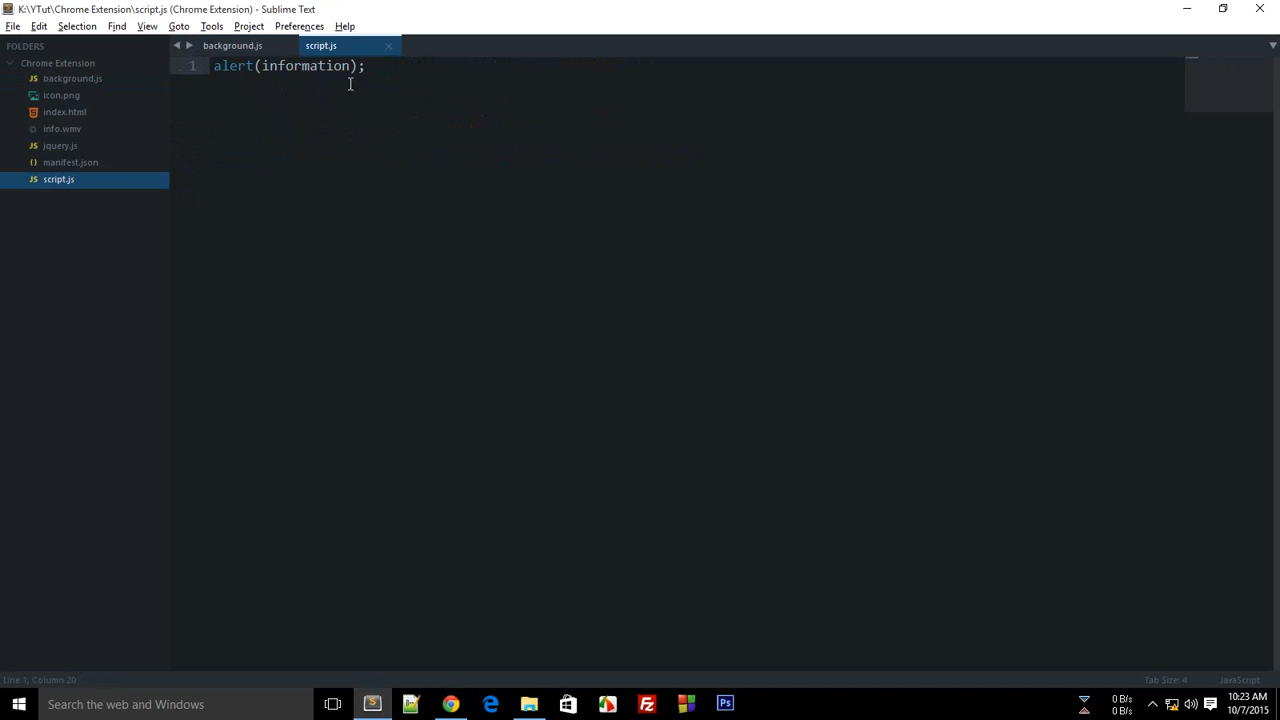 K:\YTut\Chrome Extension\script.js (Chrome Extension) - Sublime Text
File Edit Selection Find View Goto Tools Project Preferences Help
FOLDERS
Chrome Extension
background.js
icon.png
index.html
info.wmv
jquery.js
manifest.json
script.js
background.js script.js
1 alert(information);
Line 1, Column 20 Tab Size: 4 JavaScript
Search the web and Windows
0 B/s
0 B/s
10:23 AM
10/7/2015